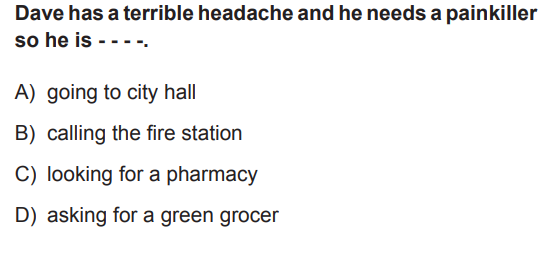 Dave has a terrible headache and he needs a painkiller
so he is - - - -.
A) going to city hall
B) calling the fire station
C) looking for a pharmacy
D) asking for a green grocer